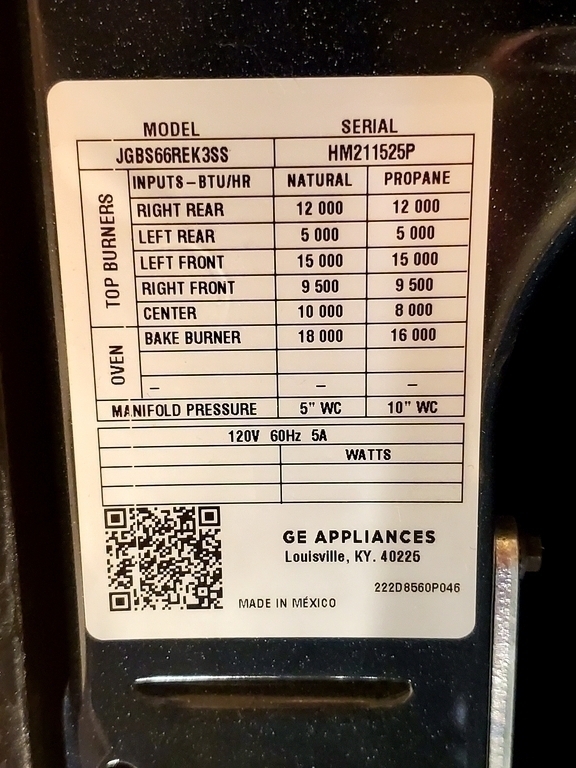 MODEL SERIAL
JGBS66REK3SS HM211525P
TOP BURNERS
INPUTS–BTU/HR NATURAL PROPANE
RIGHT REAR 12 000 12 000
LEFT REAR 5 000 5 000
LEFT FRONT 15 000 15 000
RIGHT FRONT 9 500 9 500
CENTER 10 000 8 000
OVEN
BAKE BURNER 18 000 16 000
– – –
MANIFOLD PRESSURE 5" WC 10" WC
120V 60Hz 5A
WATTS
GE APPLIANCES
Louisville, KY. 40225
222D8560P046
MADE IN MÉXICO